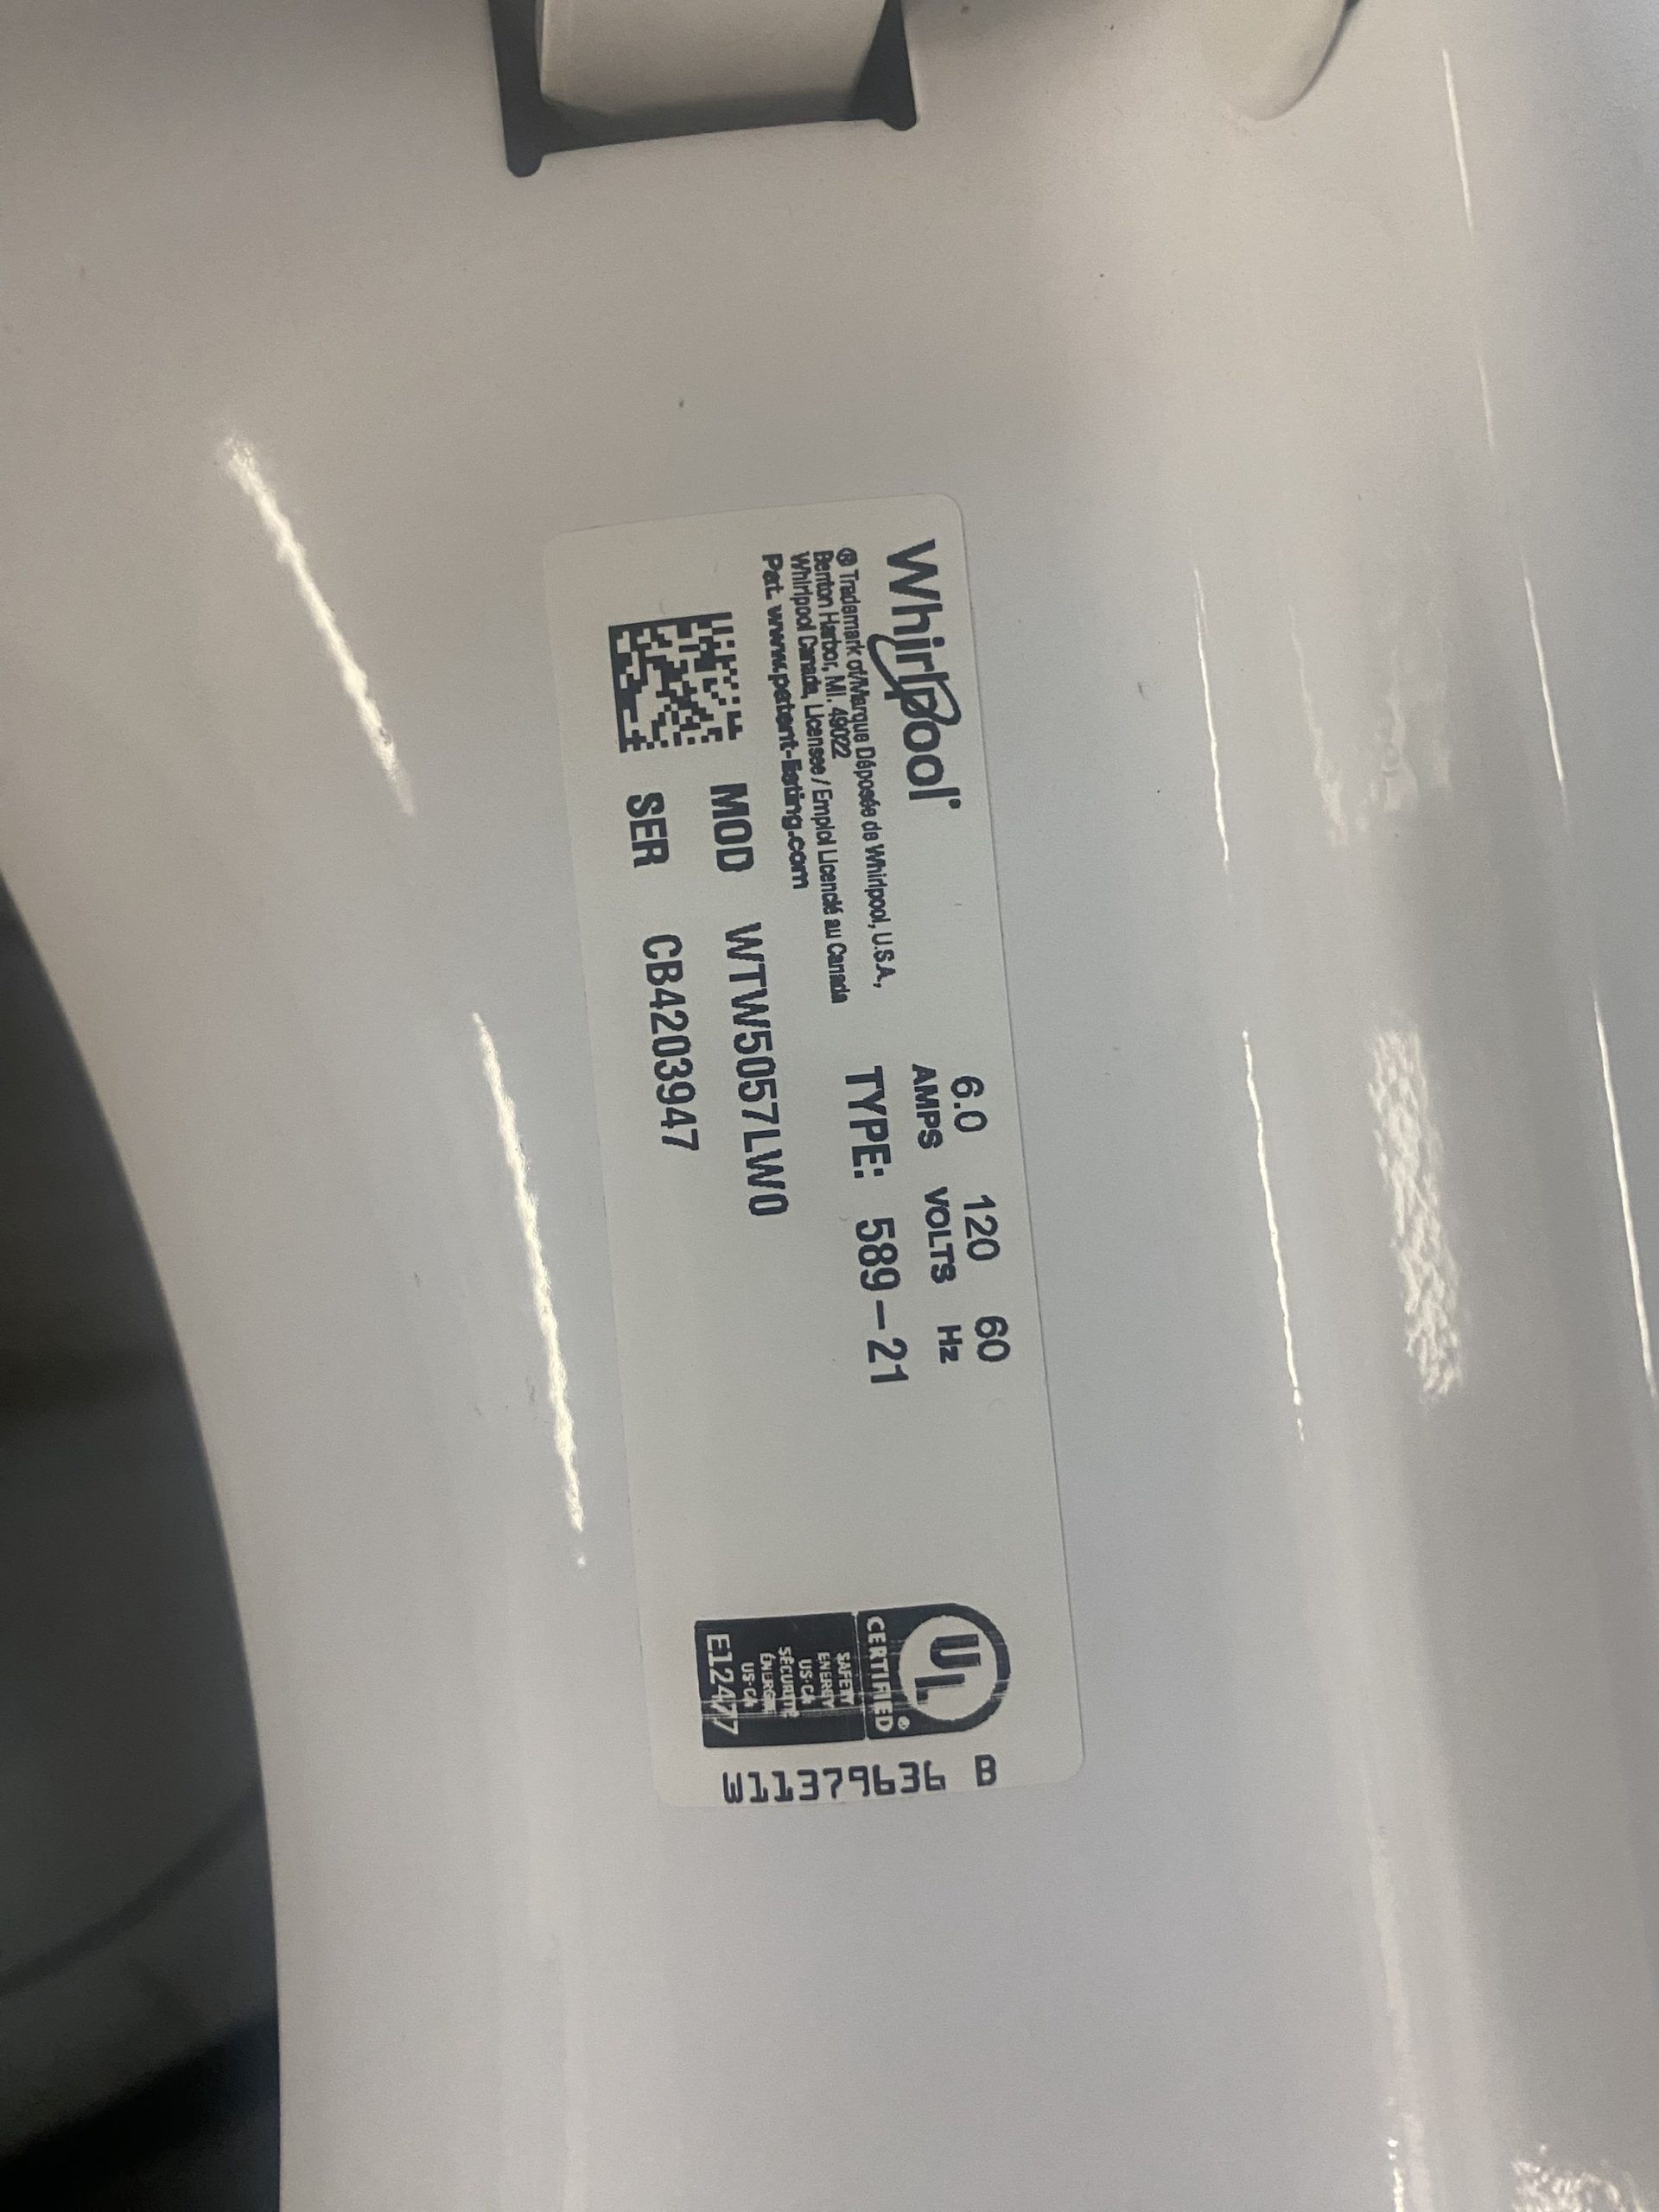 Whirlpool®
® Trademark of/Marque Déposée de Whirlpool, U.S.A.,
Benton Harbor, MI. 49022
Whirlpool Canada, Licensee / Emploi Licencié au Canada
Pat. www.patent-listing.com
6.0 120 60
AMPS VOLTS Hz
TYPE: 589-21
MOD WTW5057LW0
SER CB4203947
UL
CERTIFIED®
SAFETY
ENERGY
US-CA
SÉCURITÉ
ÉNERGIE
US-CA
E12477
W11379636 B